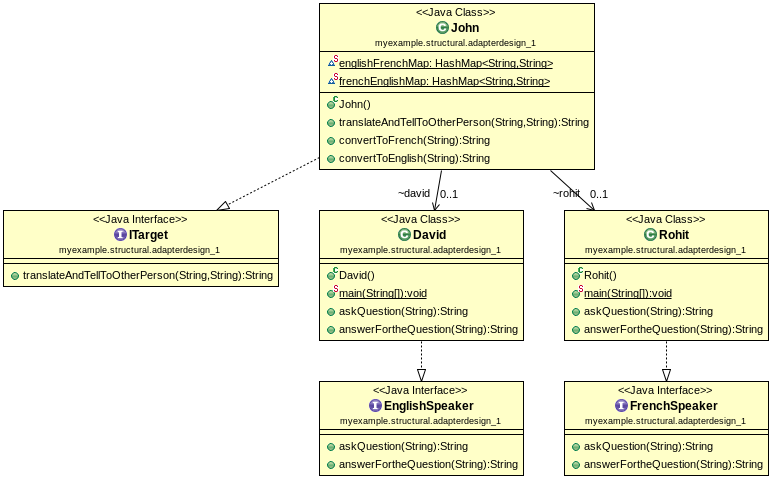 <<Java Class>>
John
myexample.structural.adapterdesign_1
englishFrenchMap: HashMap<String,String>
frenchEnglishMap: HashMap<String,String>
John()
translateAndTellToOtherPerson(String,String):String
convertToFrench(String):String
convertToEnglish(String):String
~david 0..1
~rohit 0..1
<<Java Interface>>
ITarget
myexample.structural.adapterdesign_1
translateAndTellToOtherPerson(String,String):String
<<Java Class>>
David
myexample.structural.adapterdesign_1
David()
main(String[]):void
askQuestion(String):String
answerFortheQuestion(String):String
<<Java Class>>
Rohit
myexample.structural.adapterdesign_1
Rohit()
main(String[]):void
askQuestion(String):String
answerFortheQuestion(String):String
<<Java Interface>>
EnglishSpeaker
myexample.structural.adapterdesign_1
askQuestion(String):String
answerFortheQuestion(String):String
<<Java Interface>>
FrenchSpeaker
myexample.structural.adapterdesign_1
askQuestion(String):String
answerFortheQuestion(String):String